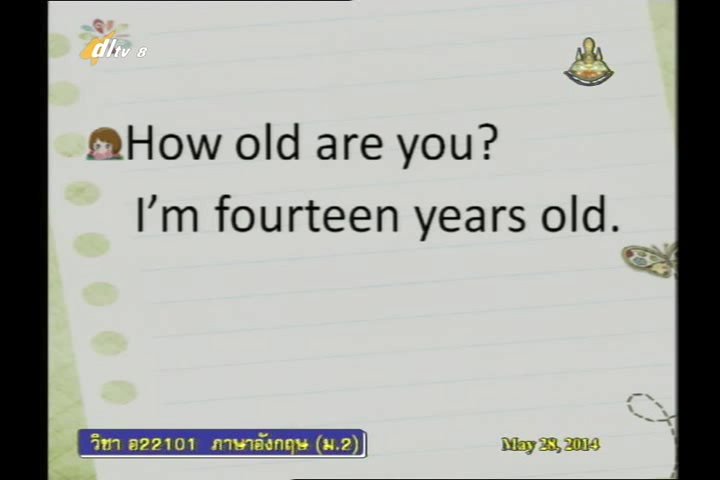 dltv 8
How old are you?
I'm fourteen years old.
วิชา อ22101 ภาษาอังกฤษ (ม.2)
May 28, 2014